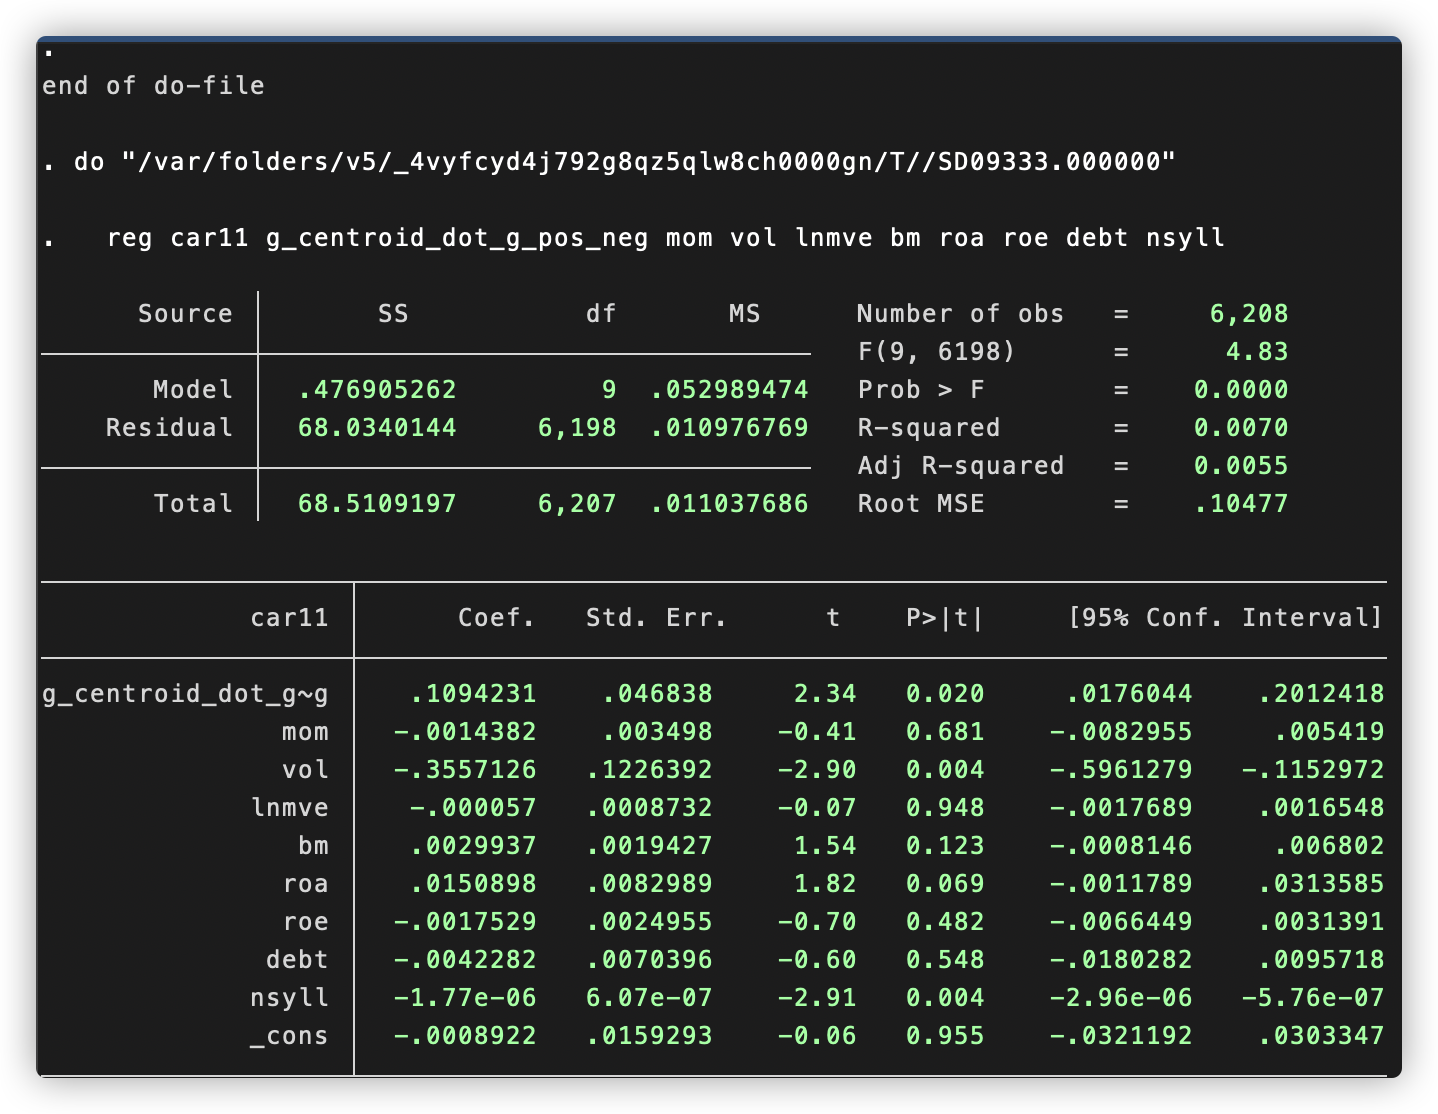 .
end of do-file
. do "/var/folders/v5/_4vyfcyd4j792g8qz5qlw8ch0000gn/T//SD09333.000000"
.   reg car11 g_centroid_dot_g_pos_neg mom vol lnmve bm roa roe debt nsyll
Source | SS df MS Number of obs = 6,208
F(9, 6198) = 4.83
Model | .476905262 9 .052989474 Prob > F = 0.0000
Residual | 68.0340144 6,198 .010976769 R-squared = 0.0070
Adj R-squared = 0.0055
Total | 68.5109197 6,207 .011037686 Root MSE = .10477
car11 | Coef. Std. Err. t P>|t| [95% Conf. Interval]
g_centroid_dot_g~g | .1094231 .046838 2.34 0.020 .0176044 .2012418
mom | -.0014382 .003498 -0.41 0.681 -.0082955 .005419
vol | -.3557126 .1226392 -2.90 0.004 -.5961279 -.1152972
lnmve | -.000057 .0008732 -0.07 0.948 -.0017689 .0016548
bm | .0029937 .0019427 1.54 0.123 -.0008146 .006802
roa | .0150898 .0082989 1.82 0.069 -.0011789 .0313585
roe | -.0017529 .0024955 -0.70 0.482 -.0066449 .0031391
debt | -.0042282 .0070396 -0.60 0.548 -.0180282 .0095718
nsyll | -1.77e-06 6.07e-07 -2.91 0.004 -2.96e-06 -5.76e-07
_cons | -.0008922 .0159293 -0.06 0.955 -.0321192 .0303347